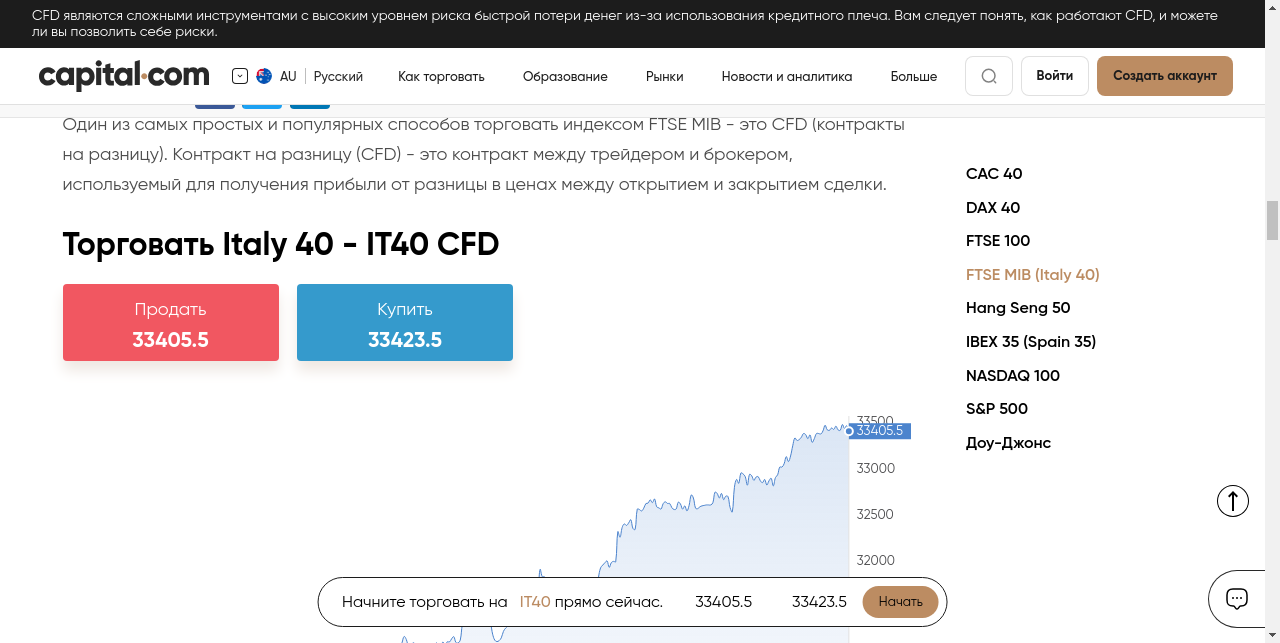 CFD являются сложными инструментами с высоким уровнем риска быстрой потери денег из-за использования кредитного плеча. Вам следует понять, как работают CFD, и можете
ли вы позволить себе риски.
capital.com
AU
Русский
Как торговать
Образование
Рынки
Новости и аналитика
Больше
Войти
Создать аккаунт
Один из самых простых и популярных способов торговать индексом FTSE MIB - это CFD (контракты
на разницу). Контракт на разницу (CFD) - это контракт между трейдером и брокером,
используемый для получения прибыли от разницы в ценах между открытием и закрытием сделки.
Торговать Italy 40 - IT40 CFD
Продать
33405.5
Купить
33423.5
33500
33405.5
33000
32500
32000
CAC 40
DAX 40
FTSE 100
FTSE MIB (Italy 40)
Hang Seng 50
IBEX 35 (Spain 35)
NASDAQ 100
S&P 500
Доу-Джонс
Начните торговать на IT40 прямо сейчас.
33405.5
33423.5
Начать